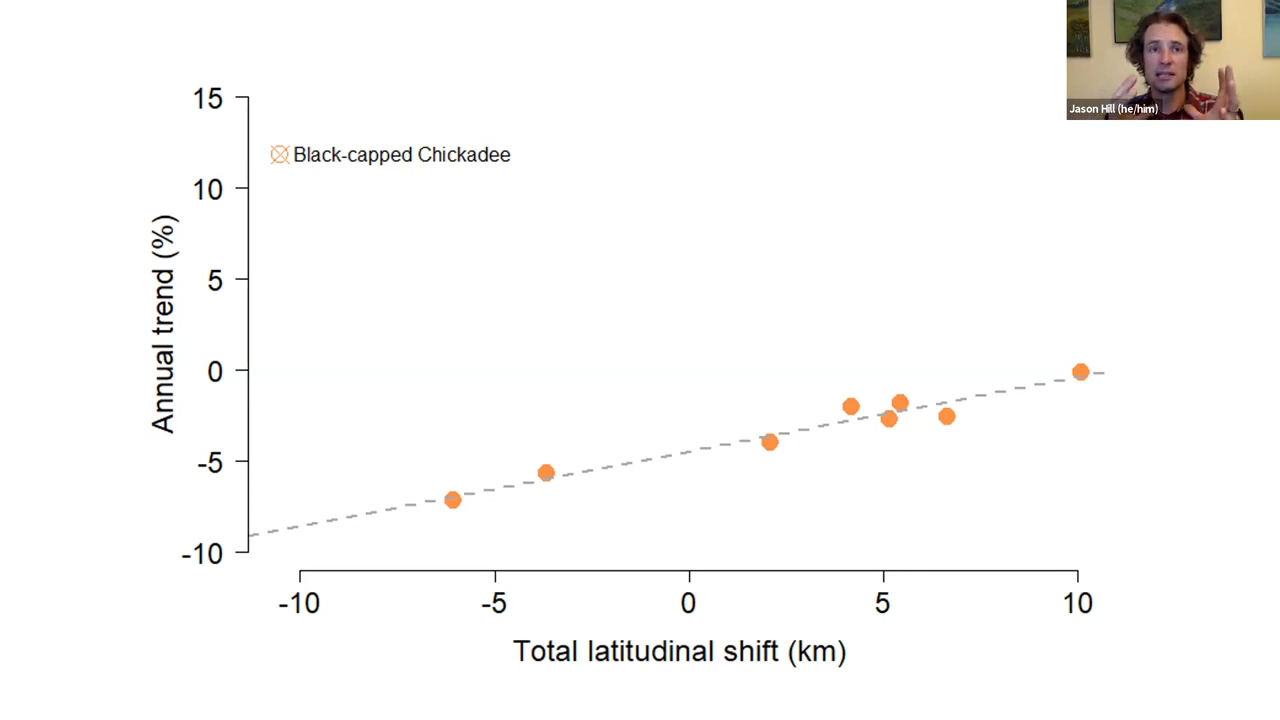 Jason Hill (he/him)
15
Black-capped Chickadee
10
5
0
-5
-10
Annual trend (%)
-10
-5
0
5
10
Total latitudinal shift (km)